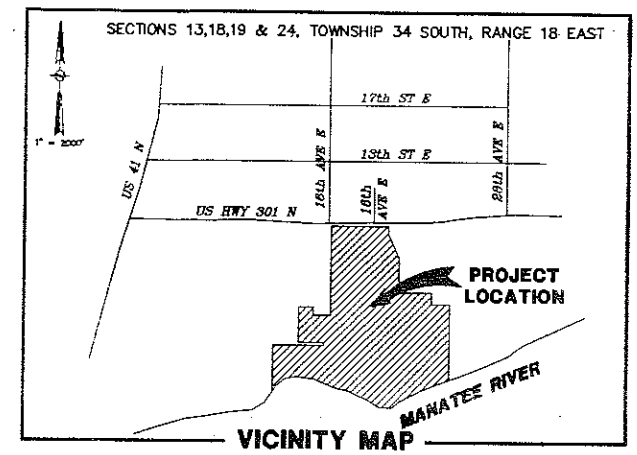 SECTIONS 13,18,19 & 24, TOWNSHIP 34 SOUTH, RANGE 18 EAST
1" = 2000'
17th ST E
13th ST E
US 41 N
16th AVE E
18th
AVE E
29th AVE E
US HWY 301 N
PROJECT
LOCATION
MANATEE RIVER
VICINITY MAP